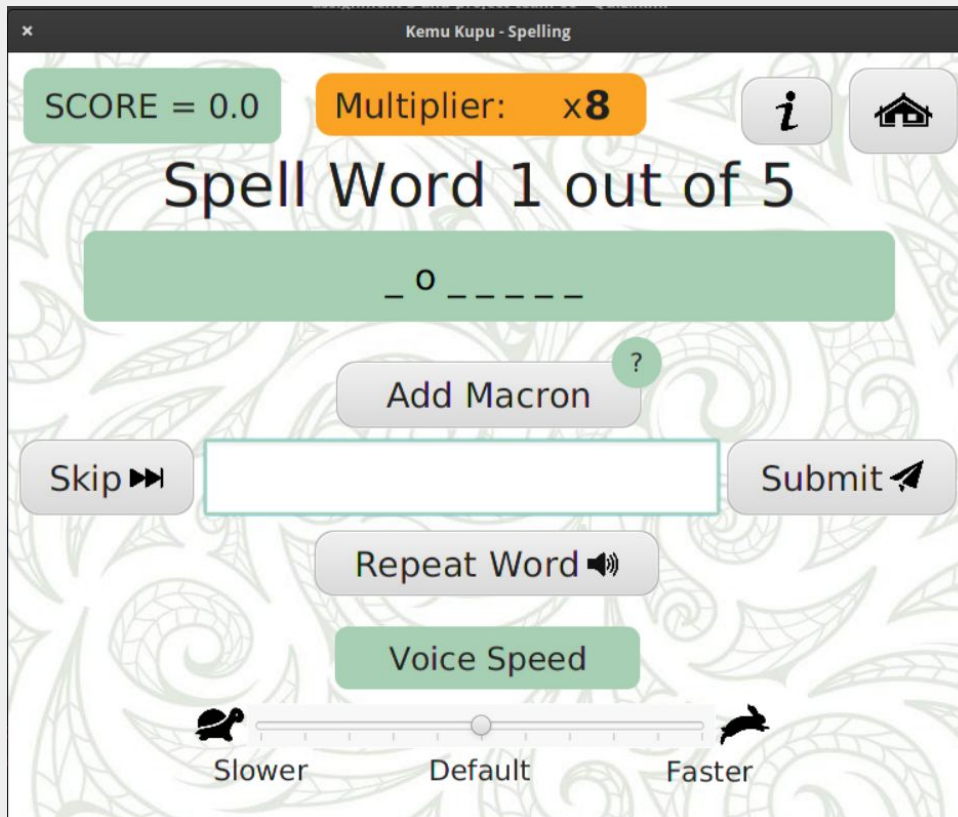 Kemu Kupu - Spelling
SCORE = 0.0
Multiplier: x8
i
Spell Word 1 out of 5
_ o _ _ _ _ _
?
Add Macron
Skip
Submit
Repeat Word
Voice Speed
Slower Default Faster